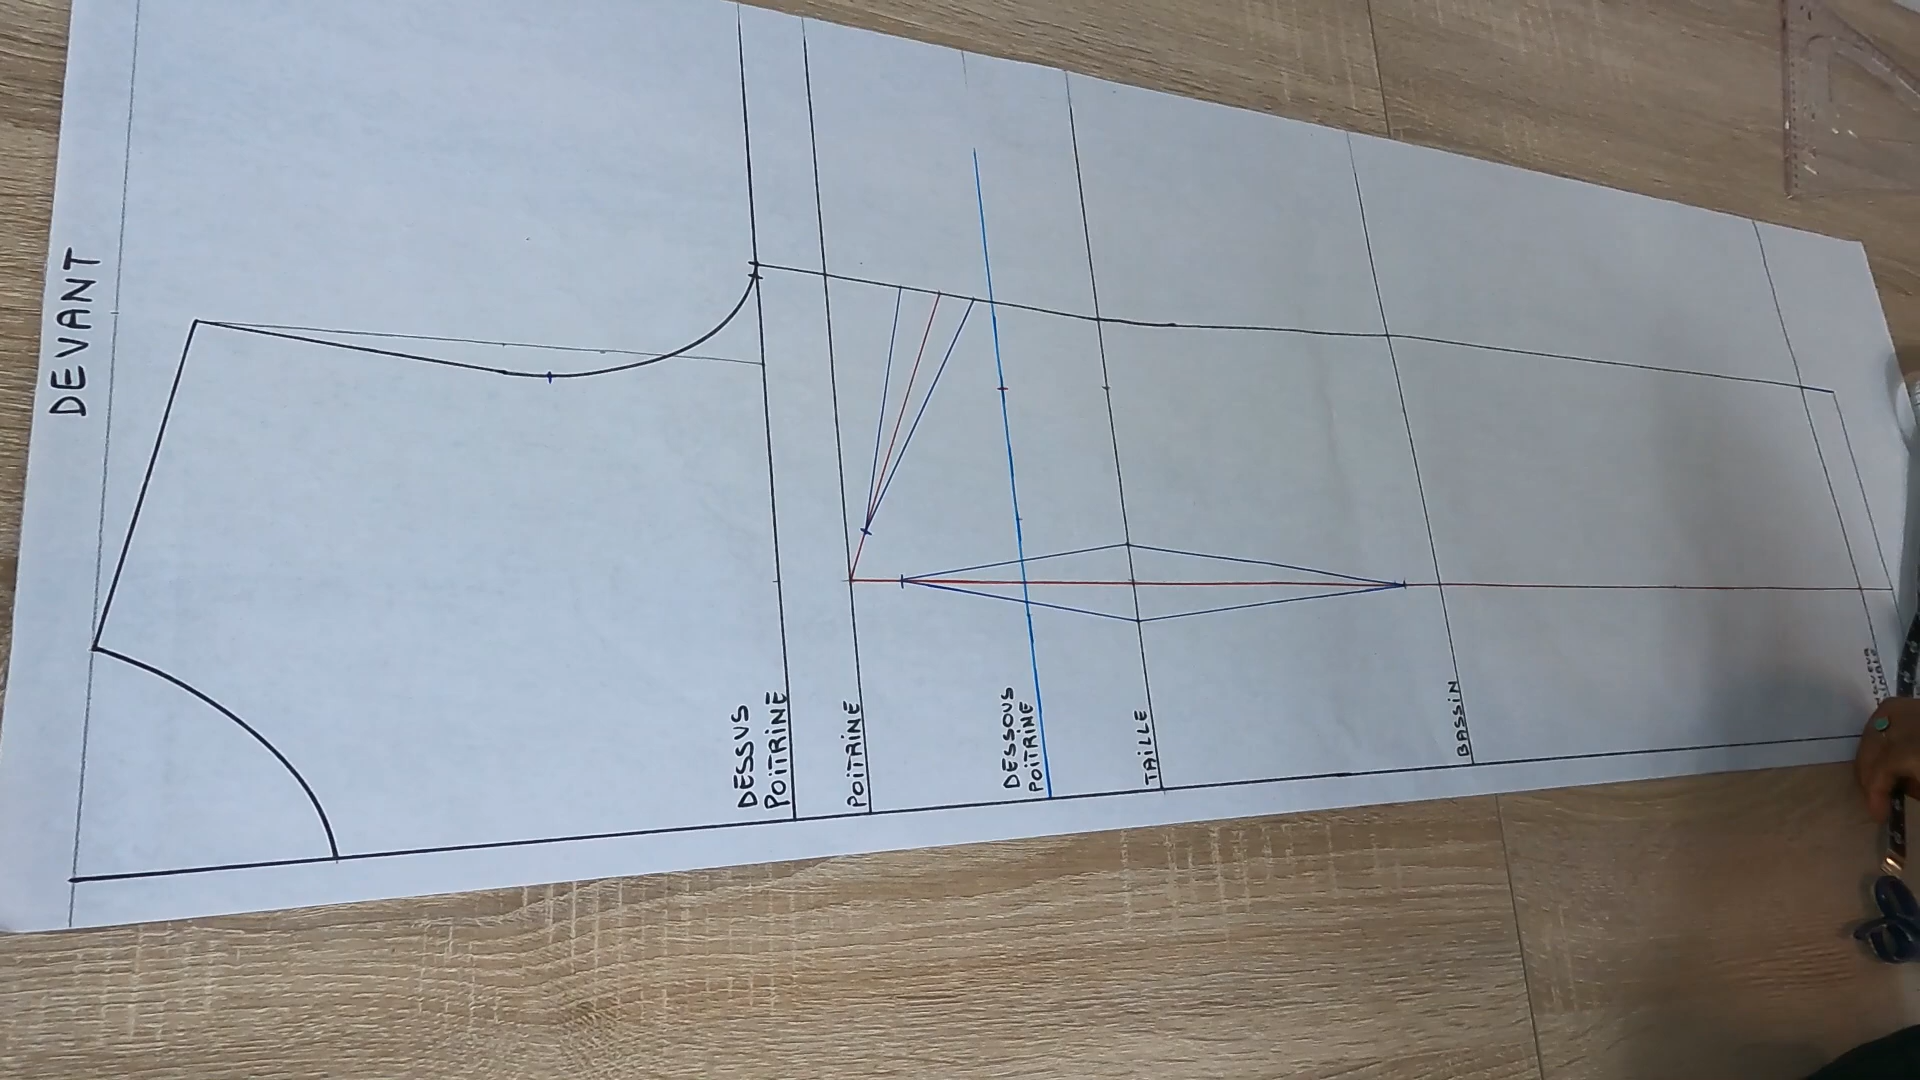 DEVANT
DESSUS
POiTRiNE
POiTRiNE
DESSOUS
POiTRiNE
TAiLLE
BASSiN